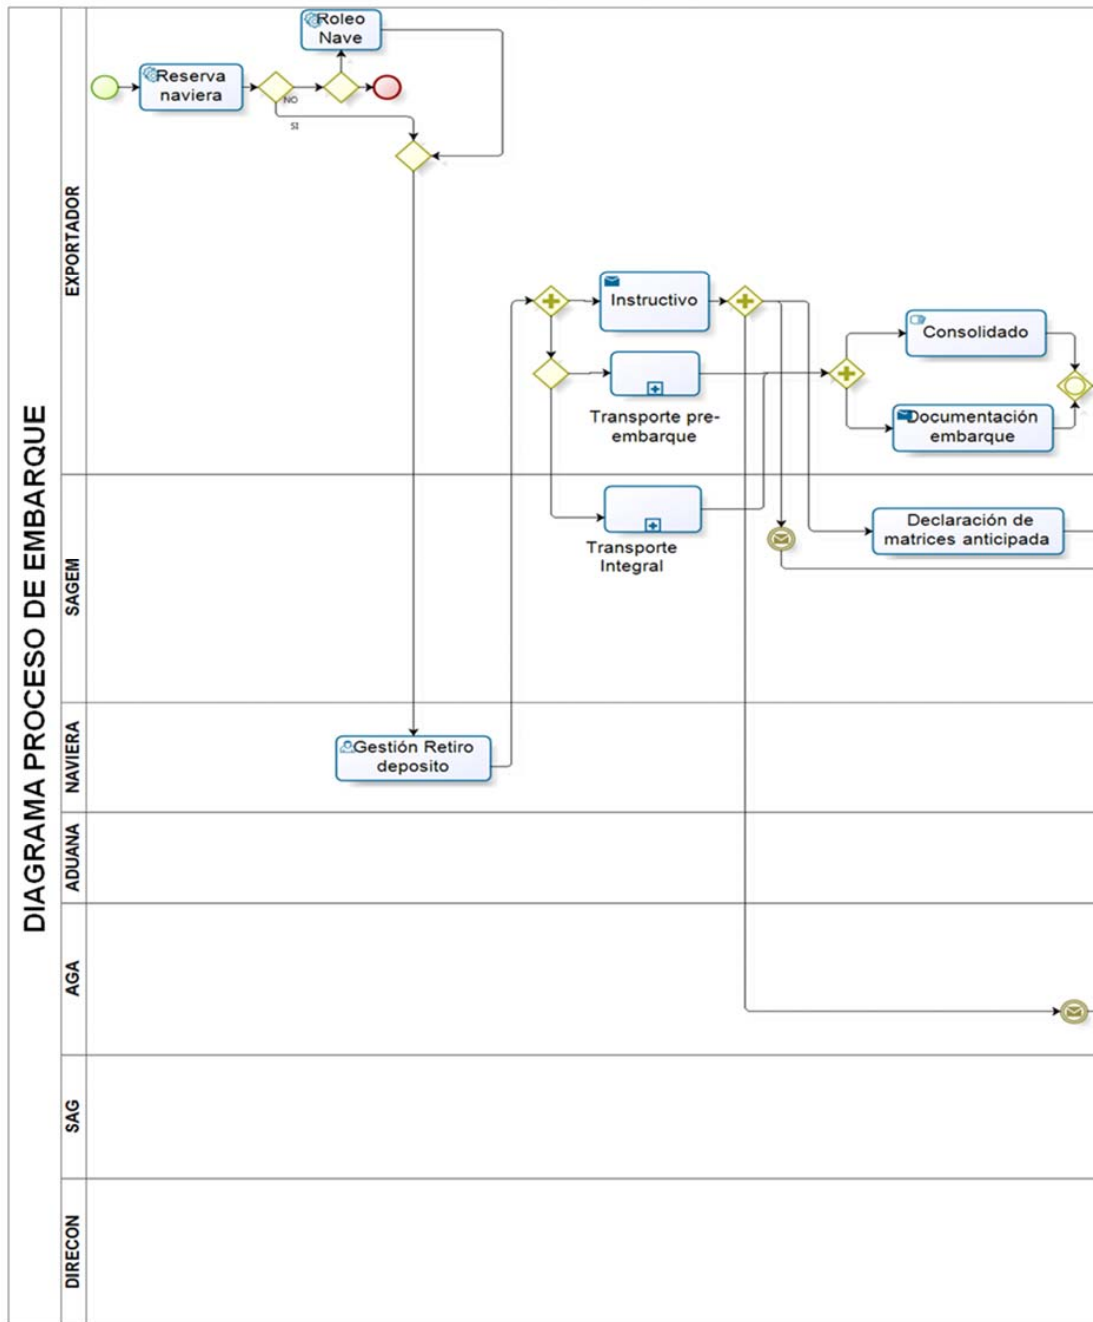 DIAGRAMA PROCESO DE EMBARQUE
EXPORTADOR
Roleo
Nave
Reserva
naviera
NO
SI
Instructivo
Consolidado
Transporte pre-
embarque
Documentación
embarque
SAGEM
Transporte
Integral
Declaración de
matrices anticipada
NAVIERA
Gestión Retiro
deposito
ADUANA
AGA
SAG
DIRECON